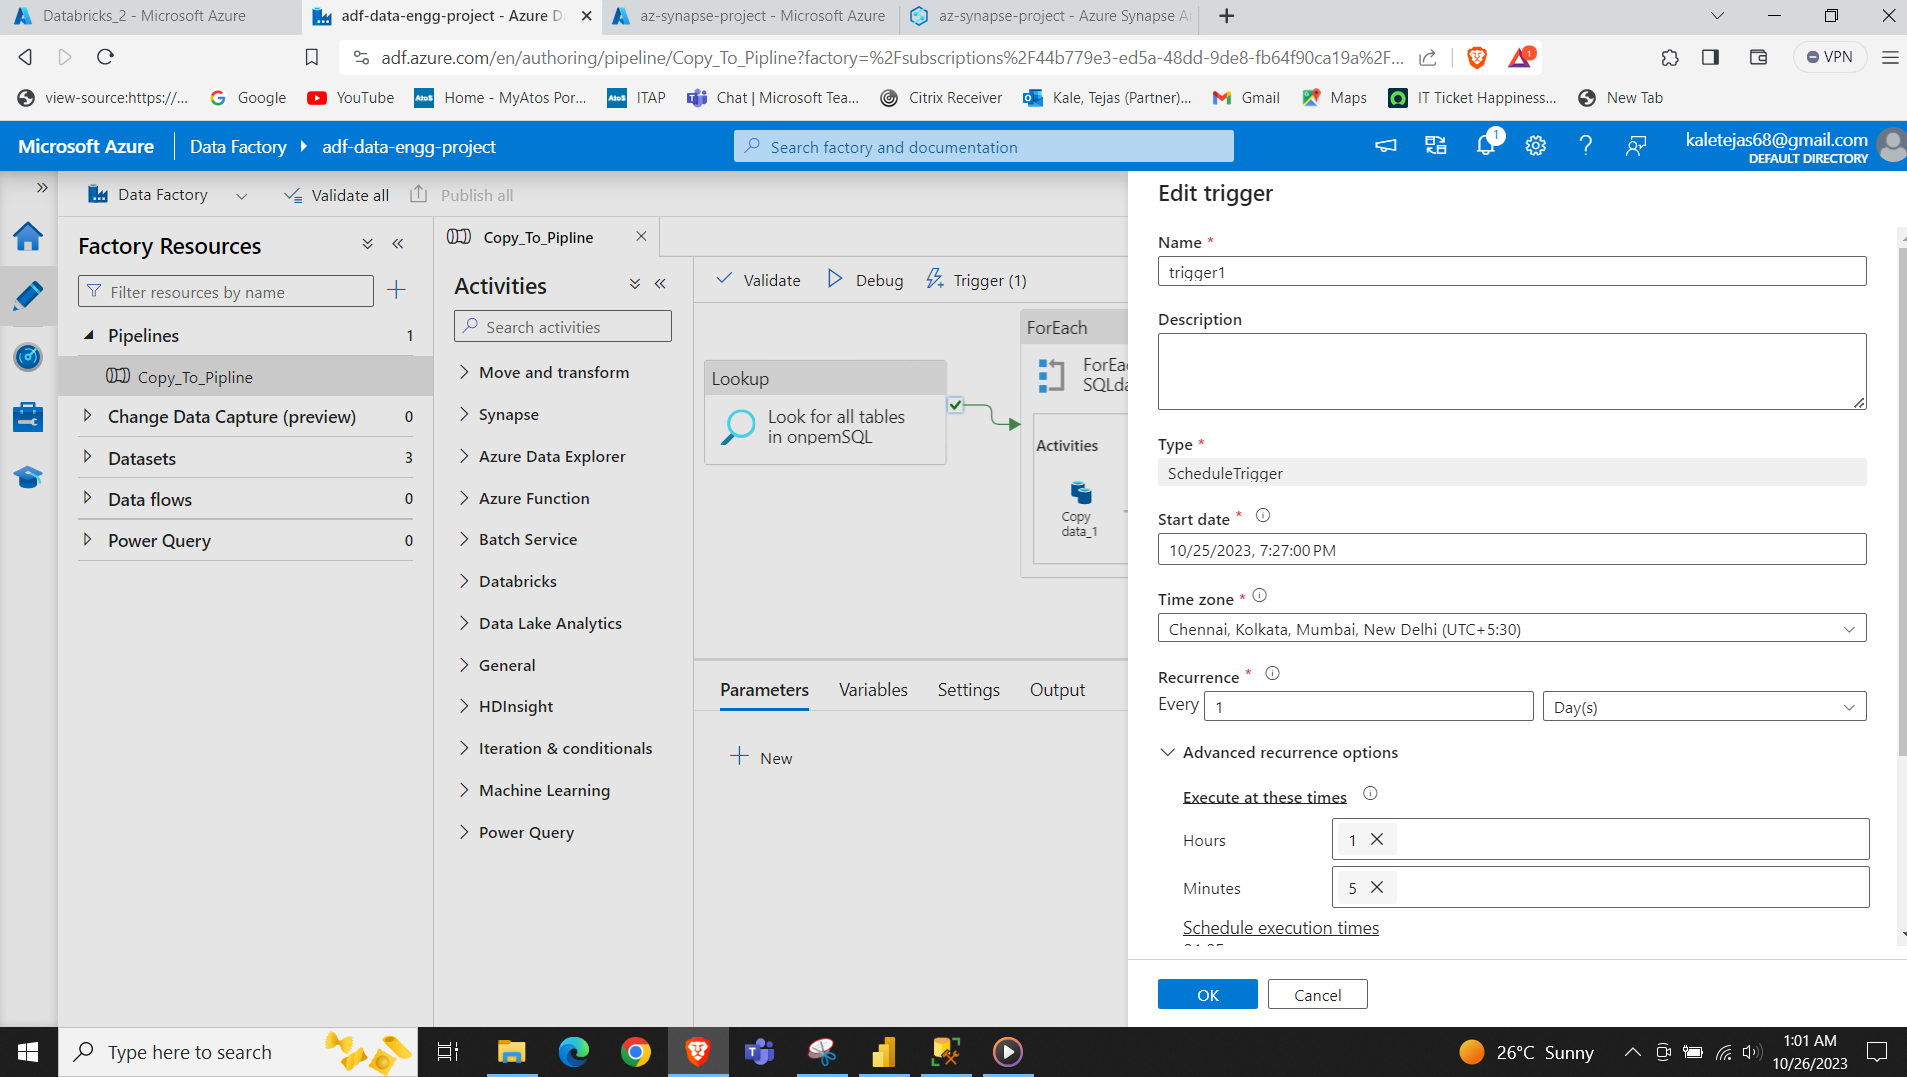 Databricks_2 - Microsoft Azure
adf-data-engg-project - Azure D
az-synapse-project - Microsoft Azure
az-synapse-project - Azure Synapse A
adf.azure.com/en/authoring/pipeline/Copy_To_Pipline?factory=%2Fsubscriptions%2F44b779e3-ed5a-48dd-9de8-fb64f90ca19a%2F...
1
VPN
view-source:https://...
Google
YouTube
Atos
Home - MyAtos Por...
Atos
ITAP
Chat | Microsoft Tea...
Citrix Receiver
Kale, Tejas (Partner)...
Gmail
Maps
IT Ticket Happiness...
New Tab
Microsoft Azure
Data Factory
adf-data-engg-project
Search factory and documentation
1
kaletejas68@gmail.com
DEFAULT DIRECTORY
Data Factory
Validate all
Publish all
Factory Resources
Filter resources by name
Pipelines 1
Copy_To_Pipline
Change Data Capture (preview) 0
Datasets 3
Data flows 0
Power Query 0
Copy_To_Pipline
Activities
Search activities
Move and transform
Synapse
Azure Data Explorer
Azure Function
Batch Service
Databricks
Data Lake Analytics
General
HDInsight
Iteration & conditionals
Machine Learning
Power Query
Validate
Debug
Trigger (1)
Lookup
Look for all tables
in onpemSQL
ForEach
ForEac
SQLda
Activities
Copy
data_1
Parameters
Variables
Settings
Output
New
Edit trigger
Name *
trigger1
Description
Type *
ScheduleTrigger
Start date *
10/25/2023, 7:27:00 PM
Time zone *
Chennai, Kolkata, Mumbai, New Delhi (UTC+5:30)
Recurrence *
Every 1 Day(s)
Advanced recurrence options
Execute at these times
Hours 1
Minutes 5
Schedule execution times
OK
Cancel
Type here to search
26°C Sunny
1:01 AM
10/26/2023